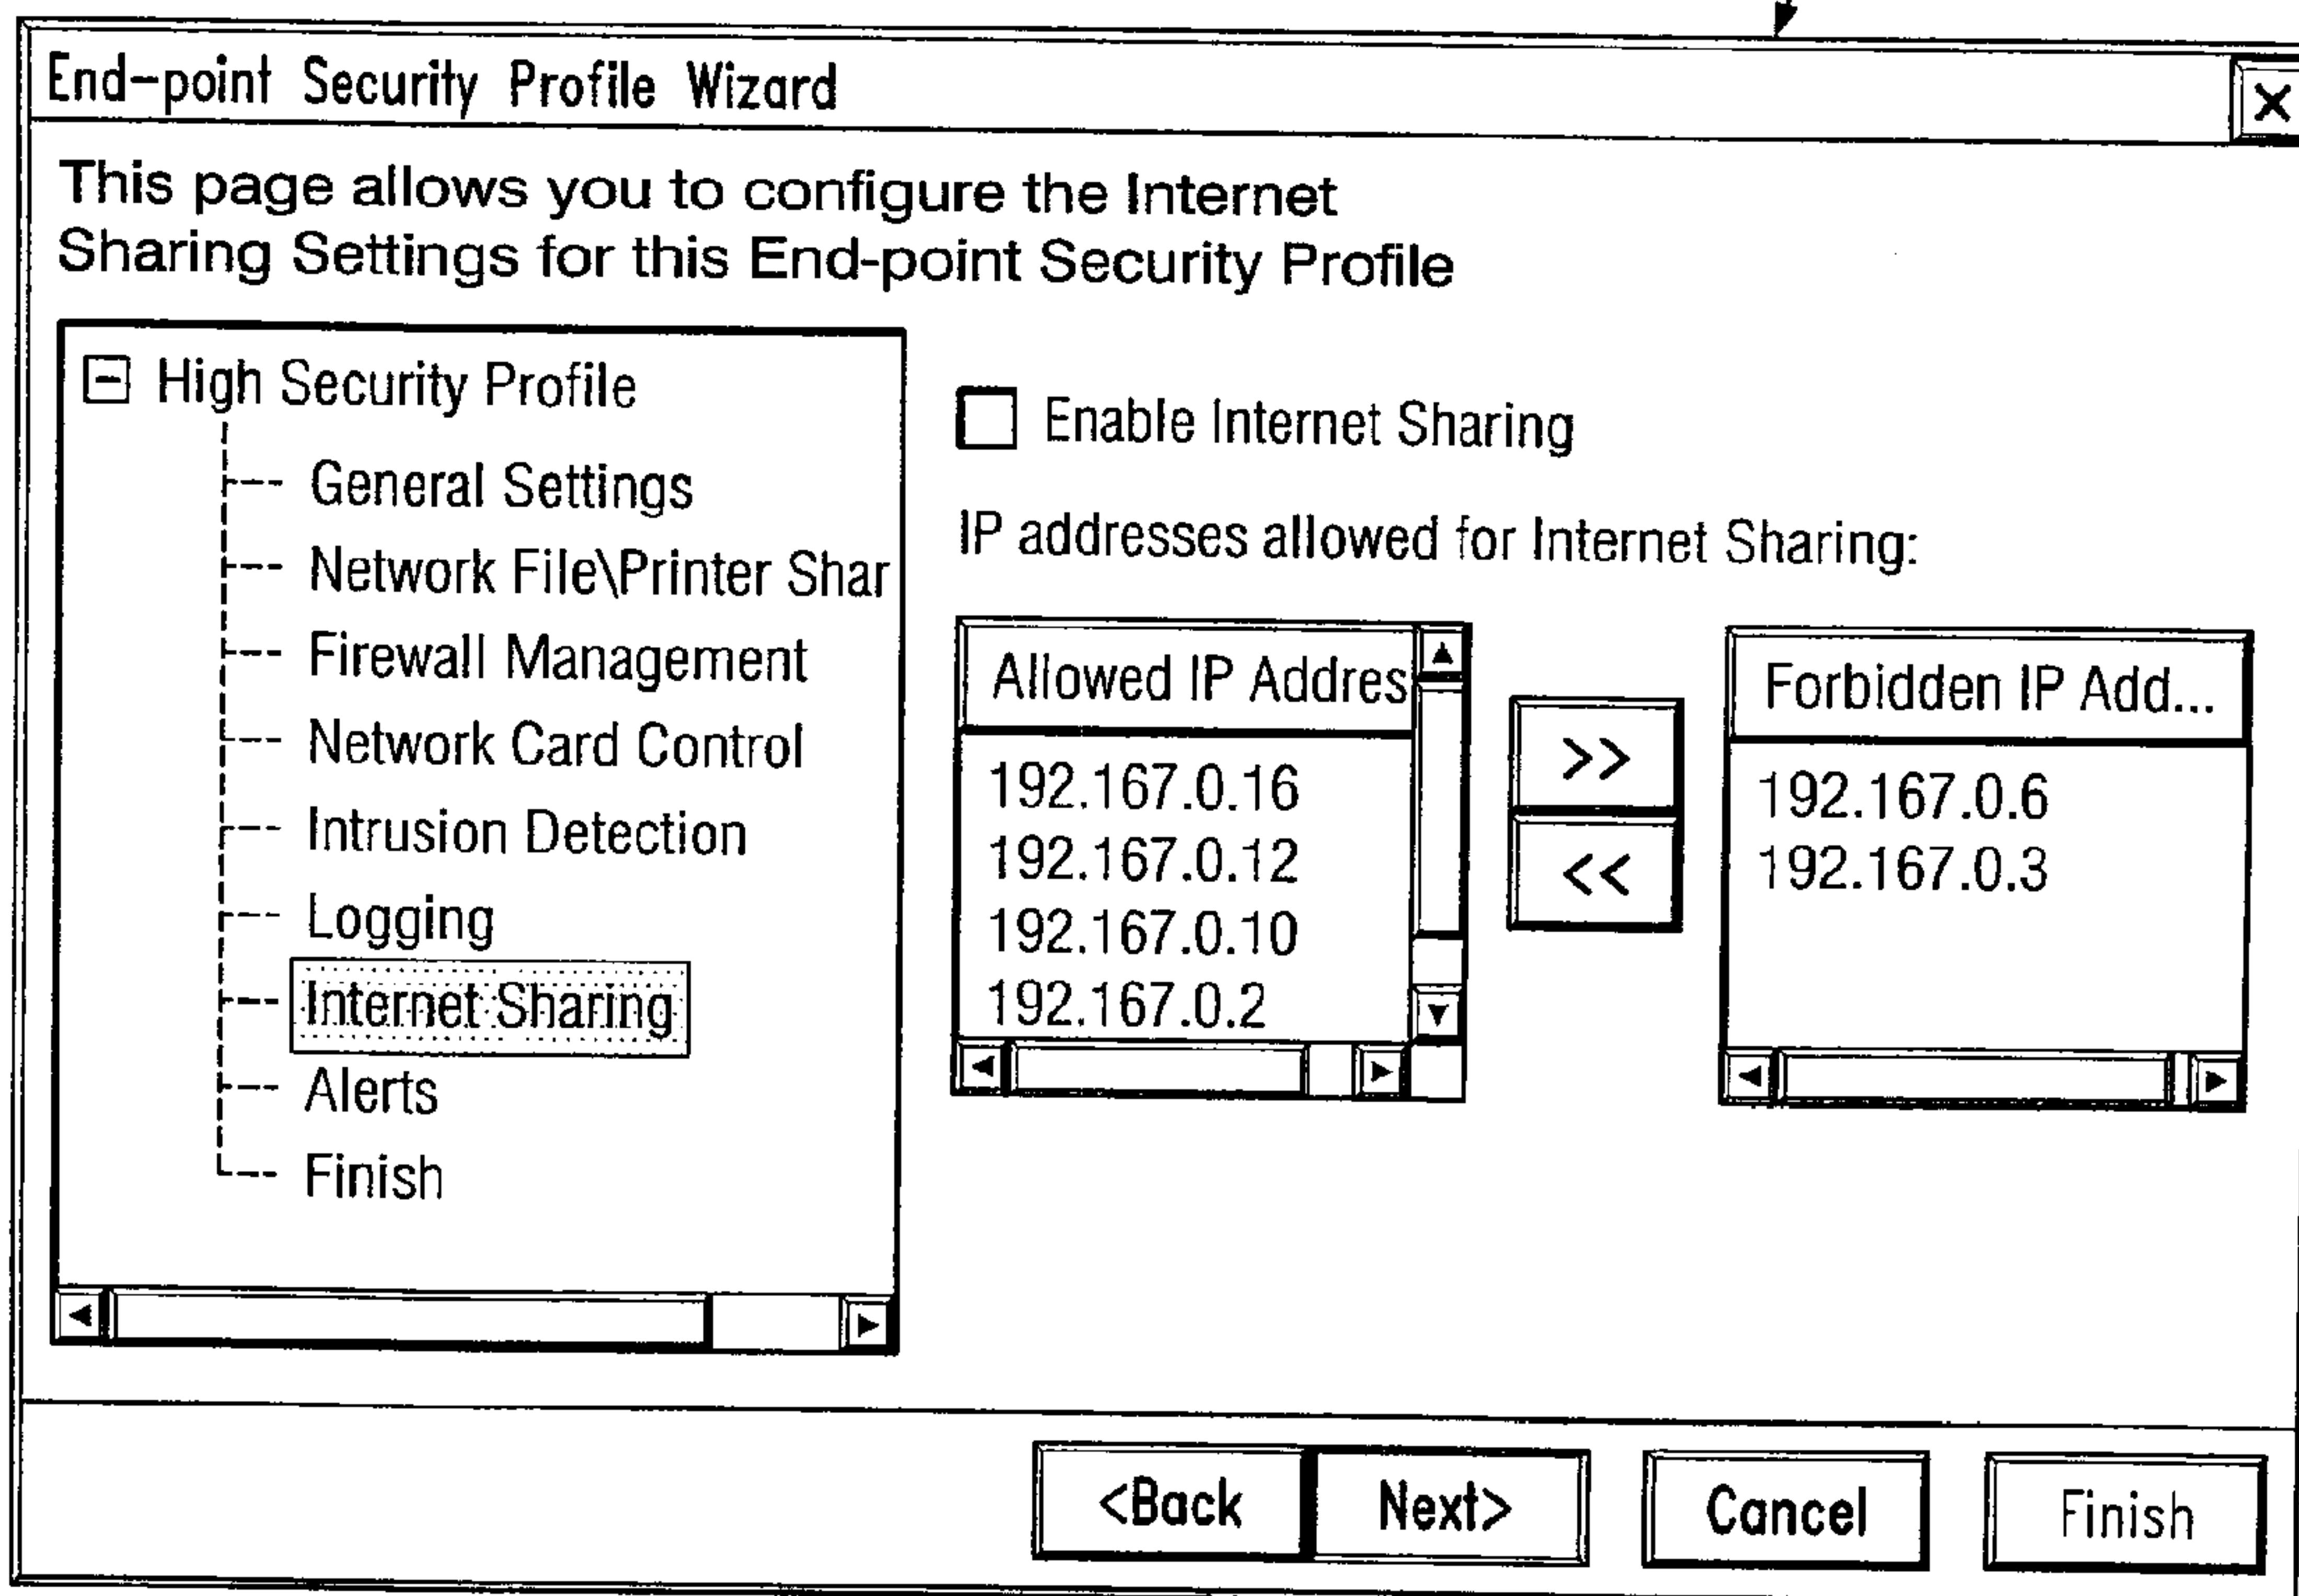 End-point Security Profile Wizard
This page allows you to configure the Internet
Sharing Settings for this End-point Security Profile
High Security Profile
General Settings
Network File\Printer Shar
Firewall Management
Network Card Control
Intrusion Detection
Logging
Internet Sharing
Alerts
Finish
Enable Internet Sharing
IP addresses allowed for Internet Sharing:
Allowed IP Addres
192.167.0.16
192.167.0.12
192.167.0.10
192.167.0.2
>>
<<
Forbidden IP Add...
192.167.0.6
192.167.0.3
<Back
Next>
Cancel
Finish